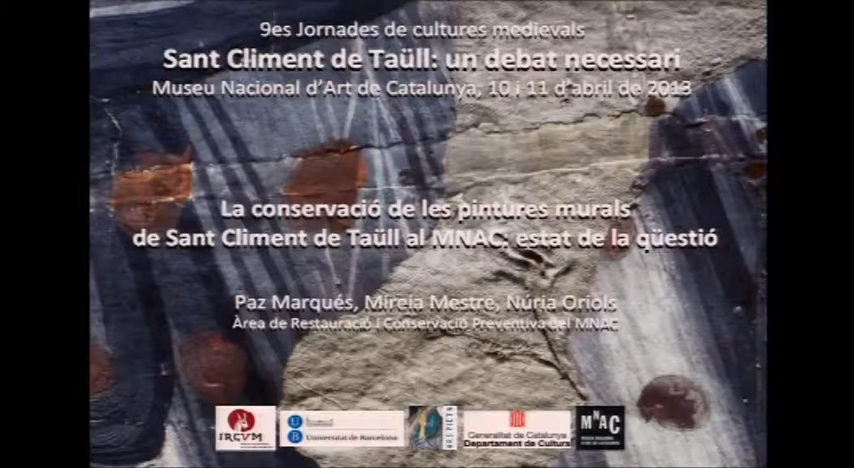 9es Jornades de cultures medievals
Sant Climent de Taüll: un debat necessari
Museu Nacional d'Art de Catalunya, 10 i 11 d'abril de 2013
La conservació de les pintures murals
de Sant Climent de Taüll al MNAC: estat de la qüestió
Paz Marqués, Mireia Mestre, Núria Oriols
Àrea de Restauració i Conservació Preventiva del MNAC
IRCVM
UB Universitat de Barcelona
ARS PICTA
Generalitat de Catalunya
Departament de Cultura
MNAC